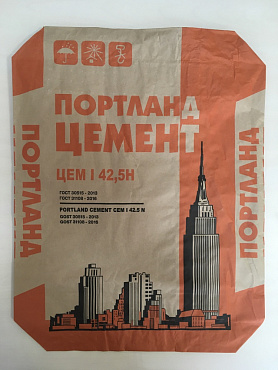 ПОРТЛАНД
ЦЕМЕНТ
ЦЕМ I 42,5Н
ГОСТ 30515 - 2013
ГОСТ 31108 - 2016
PORTLAND CEMENT CEM I 42.5 N
GOST 30515 - 2013
GOST 31108 - 2016
ПОРТЛАНД
ПОРТЛАНД